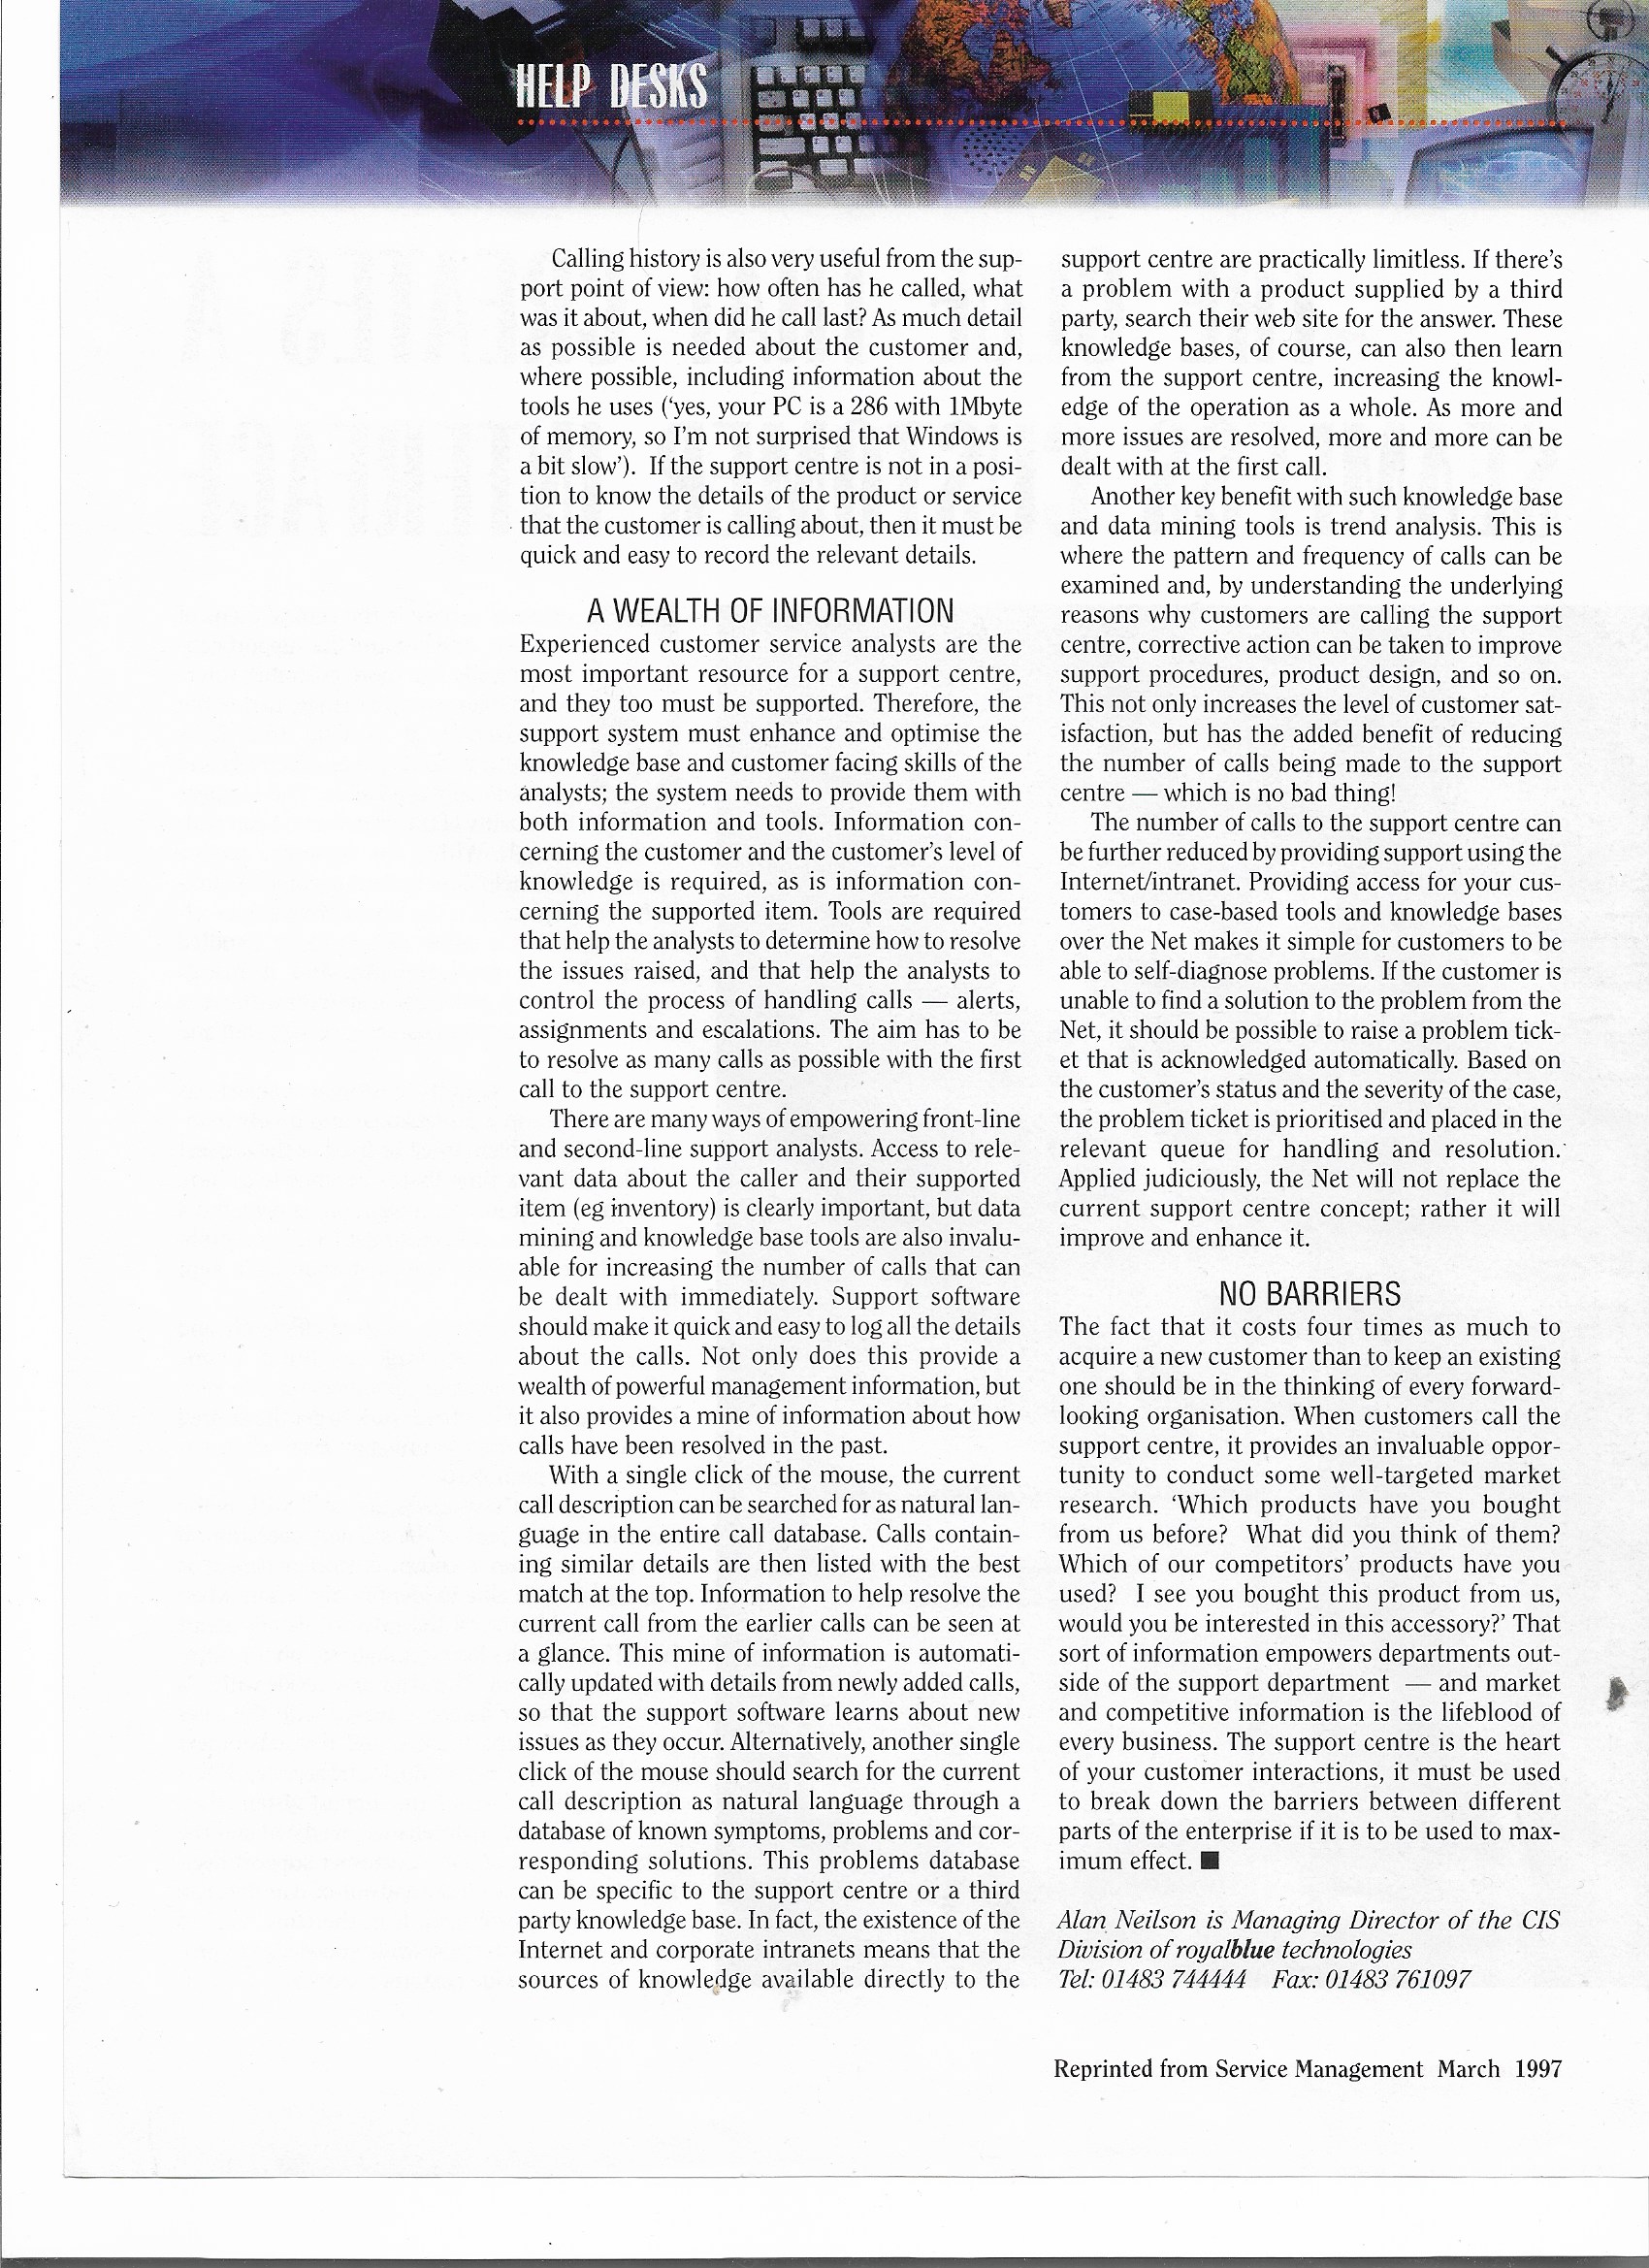 HELP DESKS
Calling history is also very useful from the sup-
port point of view: how often has he called, what
was it about, when did he call last? As much detail
as possible is needed about the customer and,
where possible, including information about the
tools he uses (‘yes, your PC is a 286 with 1Mbyte
of memory, so I’m not surprised that Windows is
a bit slow’).  If the support centre is not in a posi-
tion to know the details of the product or service
that the customer is calling about, then it must be
quick and easy to record the relevant details.
A WEALTH OF INFORMATION
Experienced customer service analysts are the
most important resource for a support centre,
and they too must be supported. Therefore, the
support system must enhance and optimise the
knowledge base and customer facing skills of the
analysts; the system needs to provide them with
both information and tools. Information con-
cerning the customer and the customer’s level of
knowledge is required, as is information con-
cerning the supported item. Tools are required
that help the analysts to determine how to resolve
the issues raised, and that help the analysts to
control the process of handling calls — alerts,
assignments and escalations. The aim has to be
to resolve as many calls as possible with the first
call to the support centre.
There are many ways of empowering front-line
and second-line support analysts. Access to rele-
vant data about the caller and their supported
item (eg inventory) is clearly important, but data
mining and knowledge base tools are also invalu-
able for increasing the number of calls that can
be dealt with immediately. Support software
should make it quick and easy to log all the details
about the calls. Not only does this provide a
wealth of powerful management information, but
it also provides a mine of information about how
calls have been resolved in the past.
With a single click of the mouse, the current
call description can be searched for as natural lan-
guage in the entire call database. Calls contain-
ing similar details are then listed with the best
match at the top. Information to help resolve the
current call from the earlier calls can be seen at
a glance. This mine of information is automati-
cally updated with details from newly added calls,
so that the support software learns about new
issues as they occur. Alternatively, another single
click of the mouse should search for the current
call description as natural language through a
database of known symptoms, problems and cor-
responding solutions. This problems database
can be specific to the support centre or a third
party knowledge base. In fact, the existence of the
Internet and corporate intranets means that the
sources of knowledge available directly to the
support centre are practically limitless. If there’s
a problem with a product supplied by a third
party, search their web site for the answer. These
knowledge bases, of course, can also then learn
from the support centre, increasing the knowl-
edge of the operation as a whole. As more and
more issues are resolved, more and more can be
dealt with at the first call.
Another key benefit with such knowledge base
and data mining tools is trend analysis. This is
where the pattern and frequency of calls can be
examined and, by understanding the underlying
reasons why customers are calling the support
centre, corrective action can be taken to improve
support procedures, product design, and so on.
This not only increases the level of customer sat-
isfaction, but has the added benefit of reducing
the number of calls being made to the support
centre — which is no bad thing!
The number of calls to the support centre can
be further reduced by providing support using the
Internet/intranet. Providing access for your cus-
tomers to case-based tools and knowledge bases
over the Net makes it simple for customers to be
able to self-diagnose problems. If the customer is
unable to find a solution to the problem from the
Net, it should be possible to raise a problem tick-
et that is acknowledged automatically. Based on
the customer’s status and the severity of the case,
the problem ticket is prioritised and placed in the
relevant queue for handling and resolution.
Applied judiciously, the Net will not replace the
current support centre concept; rather it will
improve and enhance it.
NO BARRIERS
The fact that it costs four times as much to
acquire a new customer than to keep an existing
one should be in the thinking of every forward-
looking organisation. When customers call the
support centre, it provides an invaluable oppor-
tunity to conduct some well-targeted market
research. ‘Which products have you bought
from us before?  What did you think of them?
Which of our competitors’ products have you
used?  I see you bought this product from us,
would you be interested in this accessory?’ That
sort of information empowers departments out-
side of the support department  — and market
and competitive information is the lifeblood of
every business. The support centre is the heart
of your customer interactions, it must be used
to break down the barriers between different
parts of the enterprise if it is to be used to max-
imum effect. ■
Alan Neilson is Managing Director of the CIS
Division of royalblue technologies
Tel: 01483 744444   Fax: 01483 761097
Reprinted from Service Management  March  1997